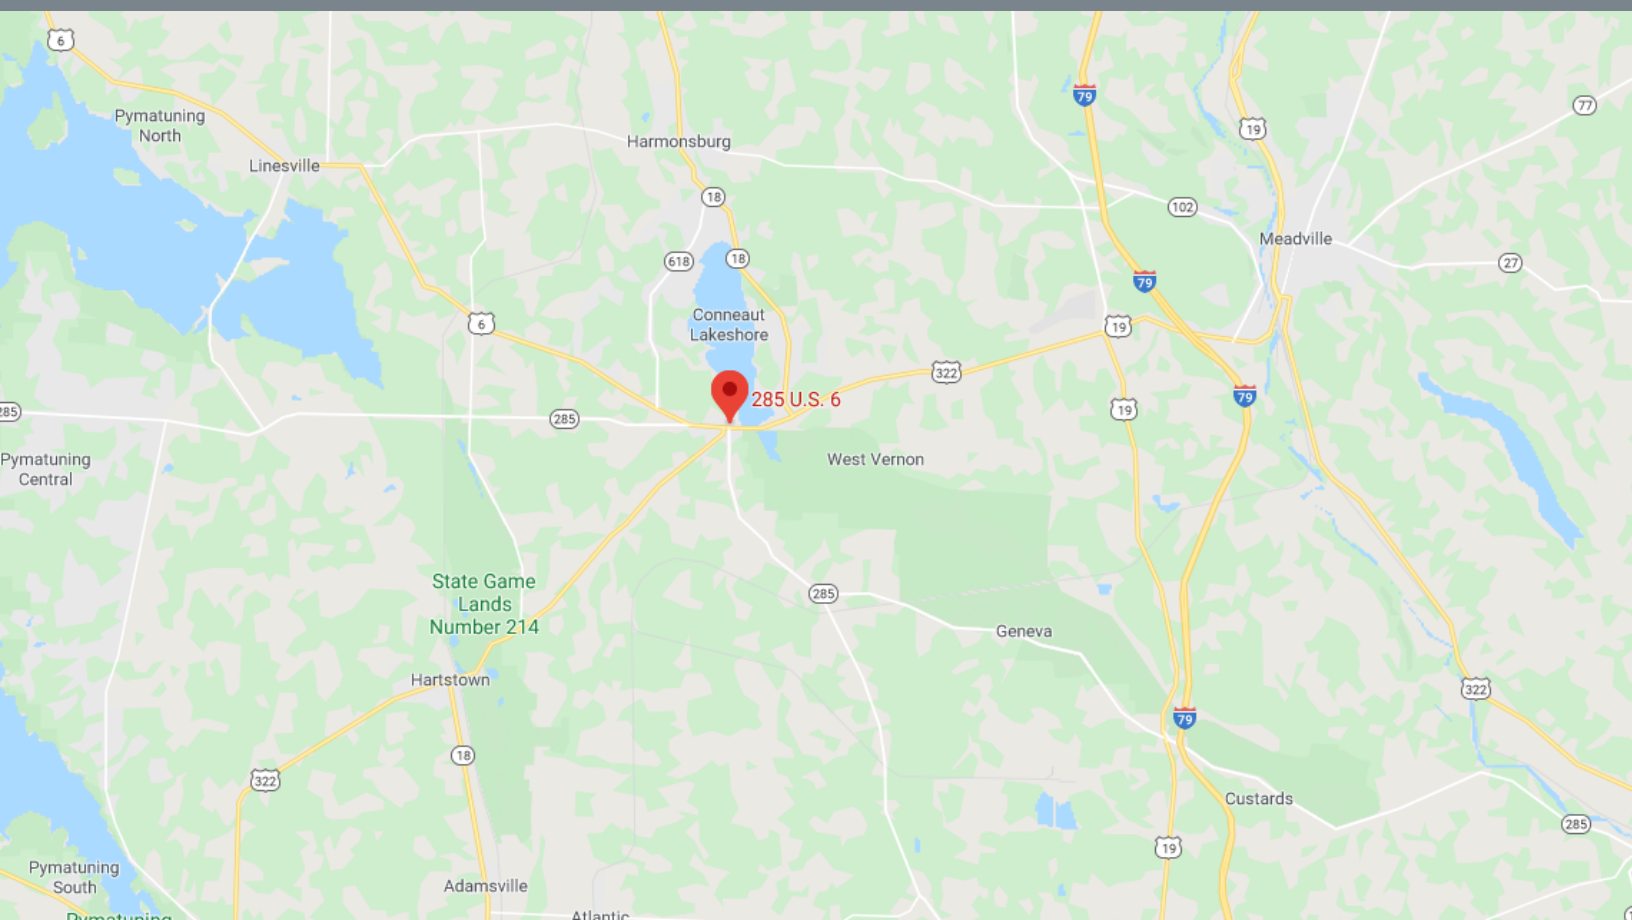 6
79
77
Pymatuning
North
19
Harmonsburg
Linesville
18
102
Meadville
618
18
27
79
Conneaut
Lakeshore
6
19
322
285 U.S. 6
79
19
285
285
Pymatuning
Central
West Vernon
State Game
Lands
Number 214
285
Geneva
Hartstown
322
79
18
322
Custards
285
19
Pymatuning
South
Adamsville
Pymatuning
Atlantic